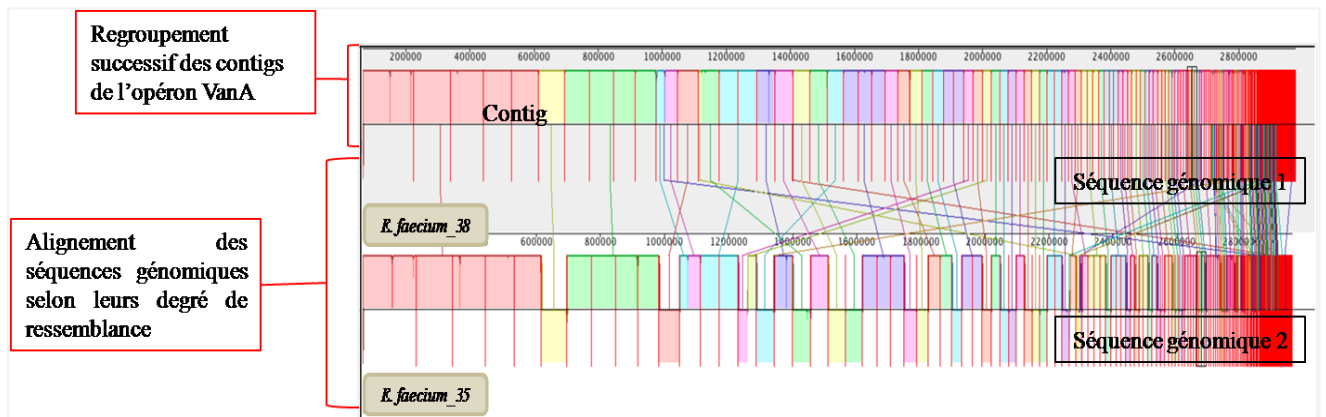 Regroupement
successif des contigs
de l'opéron VanA
200000 400000 600000 800000 1000000 1200000 1400000 1600000 1800000 2000000 2200000 2400000 2600000 2800000
Contig
Séquence génomique 1
E. faecium_38
Alignement des
séquences génomiques
selon leurs degré de
ressemblance
600000 800000 1000000 1200000 1400000 1600000 1800000 2000000 2200000 2400000 2600000
Séquence génomique 2
E. faecium_35